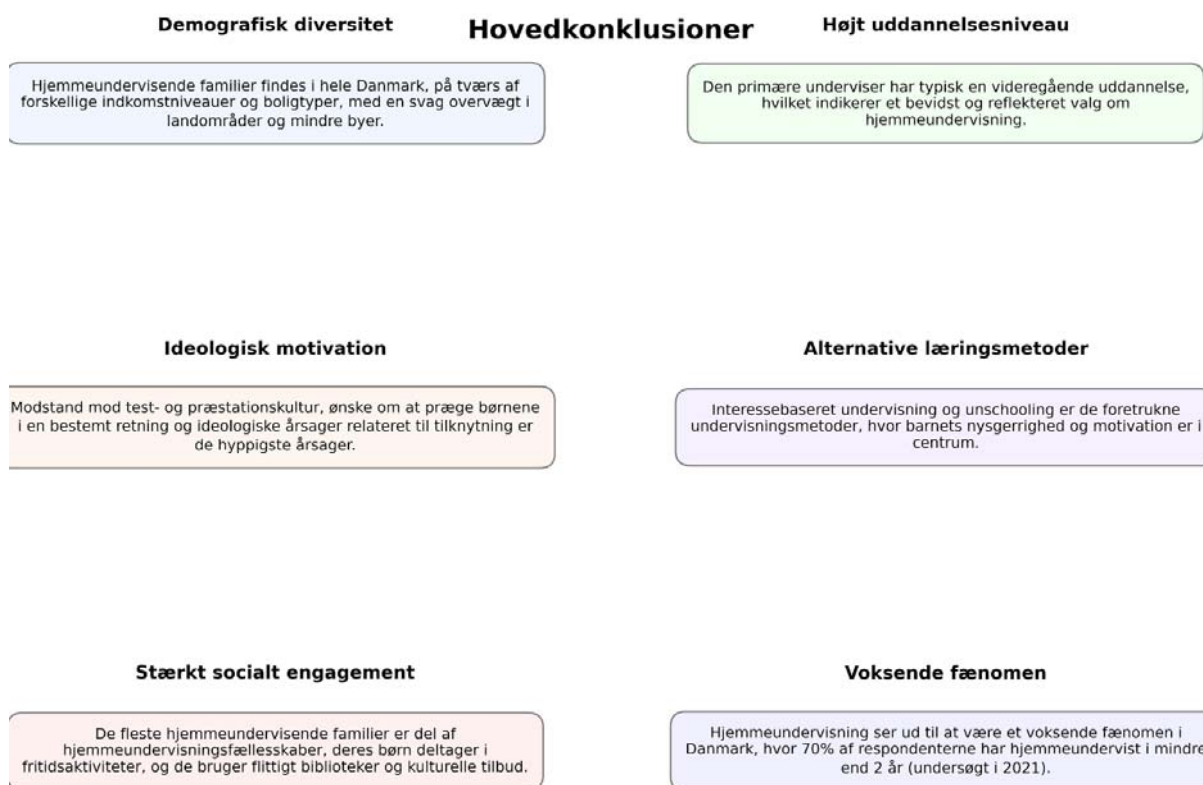 Hovedkonklusioner
Demografisk diversitet
Hjemmeundervisende familier findes i hele Danmark, på tværs af
forskellige indkomstniveauer og boligtyper, med en svag overvægt i
landområder og mindre byer.
Højt uddannelsesniveau
Den primære underviser har typisk en videregående uddannelse,
hvilket indikerer et bevidst og reflekteret valg om
hjemmeundervisning.
Ideologisk motivation
Modstand mod test- og præstationskultur, ønske om at præge børnene
i en bestemt retning og ideologiske årsager relateret til tilknytning er
de hyppigste årsager.
Alternative læringsmetoder
Interessebaseret undervisning og unschooling er de foretrukne
undervisningsmetoder, hvor barnets nysgerrighed og motivation er i
centrum.
Stærkt socialt engagement
De fleste hjemmeundervisende familier er del af
hjemmeundervisningsfællesskaber, deres børn deltager i
fritidsaktiviteter, og de bruger flittigt biblioteker og kulturelle tilbud.
Voksende fænomen
Hjemmeundervisning ser ud til at være et voksende fænomen i
Danmark, hvor 70% af respondenterne har hjemmeundervist i mindre
end 2 år (undersøgt i 2021).